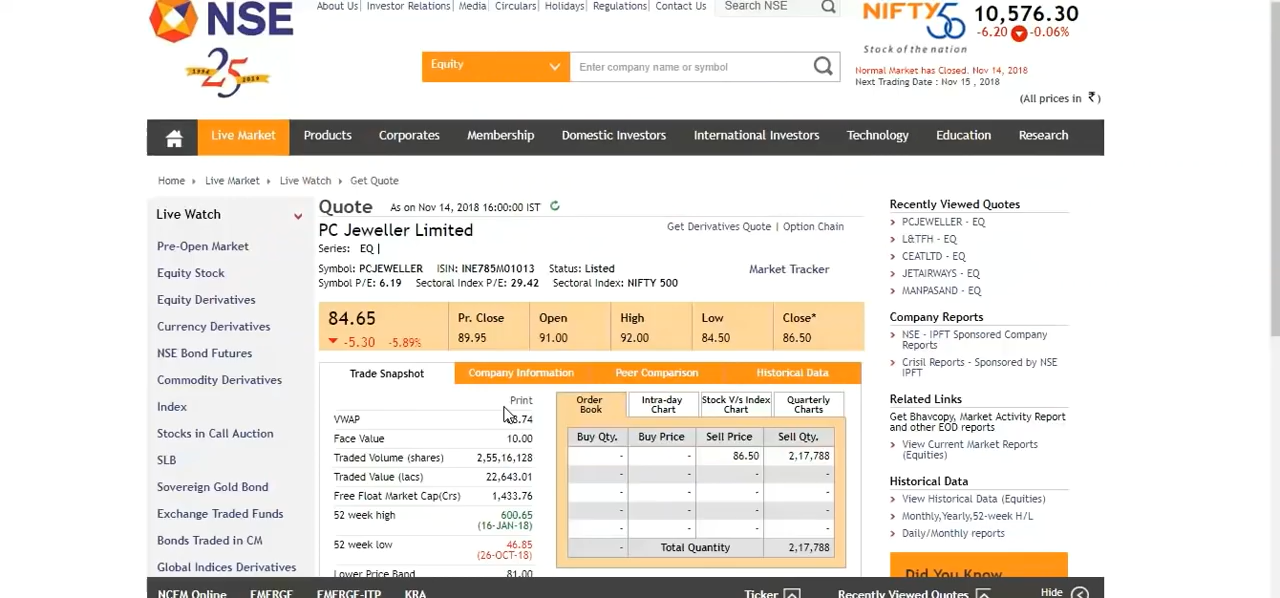 NSE
1994 25 2018
About Us | Investor Relations | Media | Circulars | Holidays | Regulations | Contact Us
Search NSE
NIFTY50
Stock of the nation
10,576.30
-6.20 -0.06%
Equity
Enter company name or symbol
Normal Market has Closed. Nov 14, 2018
Next Trading Date : Nov 15 , 2018
(All prices in ₹)
Live Market
Products
Corporates
Membership
Domestic Investors
International Investors
Technology
Education
Research
Home
Live Market
Live Watch
Get Quote
Live Watch
Pre-Open Market
Equity Stock
Equity Derivatives
Currency Derivatives
NSE Bond Futures
Commodity Derivatives
Index
Stocks in Call Auction
SLB
Sovereign Gold Bond
Exchange Traded Funds
Bonds Traded in CM
Global Indices Derivatives
Quote As on Nov 14, 2018 16:00:00 IST
PC Jeweller Limited
Get Derivatives Quote | Option Chain
Series: EQ |
Symbol: PCJEWELLER ISIN: INE785M01013 Status: Listed
Market Tracker
Symbol P/E: 6.19 Sectoral Index P/E: 29.42 Sectoral Index: NIFTY 500
84.65 Pr. Close Open High Low Close*
-5.30 -5.89% 89.95 91.00 92.00 84.50 86.50
Trade Snapshot
Company Information
Peer Comparison
Historical Data
Print
VWAP
Face Value 10.00
Traded Volume (shares) 2,55,16,128
Traded Value (lacs) 22,643.01
Free Float Market Cap(Crs) 1,433.76
52 week high 600.65
(16-JAN-18)
52 week low 46.85
(26-OCT-18)
Lower Price Band 81.00
Order Book
Intra-day Chart
Stock V/s Index Chart
Quarterly Charts
Buy Qty. Buy Price Sell Price Sell Qty.
- - 86.50 2,17,788
- - - -
- - - -
- - - -
- - - -
- Total Quantity 2,17,788
Recently Viewed Quotes
PCJEWELLER - EQ
L&TFH - EQ
CEATLTD - EQ
JETAIRWAYS - EQ
MANPASAND - EQ
Company Reports
NSE - IPFT Sponsored Company
Reports
Crisil Reports - Sponsored by NSE
IPFT
Related Links
Get Bhavcopy, Market Activity Report
and other EOD reports
View Current Market Reports
(Equities)
Historical Data
View Historical Data (Equities)
Monthly,Yearly,52-week H/L
Daily/Monthly reports
Did You Know
NCFM Online
EMERGE
EMERGE-ITP
KRA
Ticker
Recently Viewed Quotes
Hide